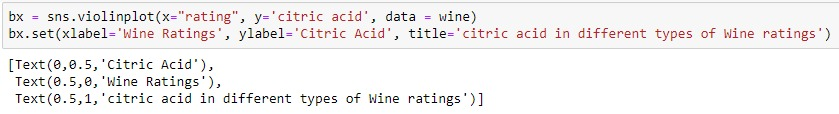 bx = sns.violinplot(x="rating", y='citric acid', data = wine)
bx.set(xlabel='Wine Ratings', ylabel='Citric Acid', title='citric acid in different types of Wine ratings')
[Text(0,0.5,'Citric Acid'),
 Text(0.5,0,'Wine Ratings'),
 Text(0.5,1,'citric acid in different types of Wine ratings')]